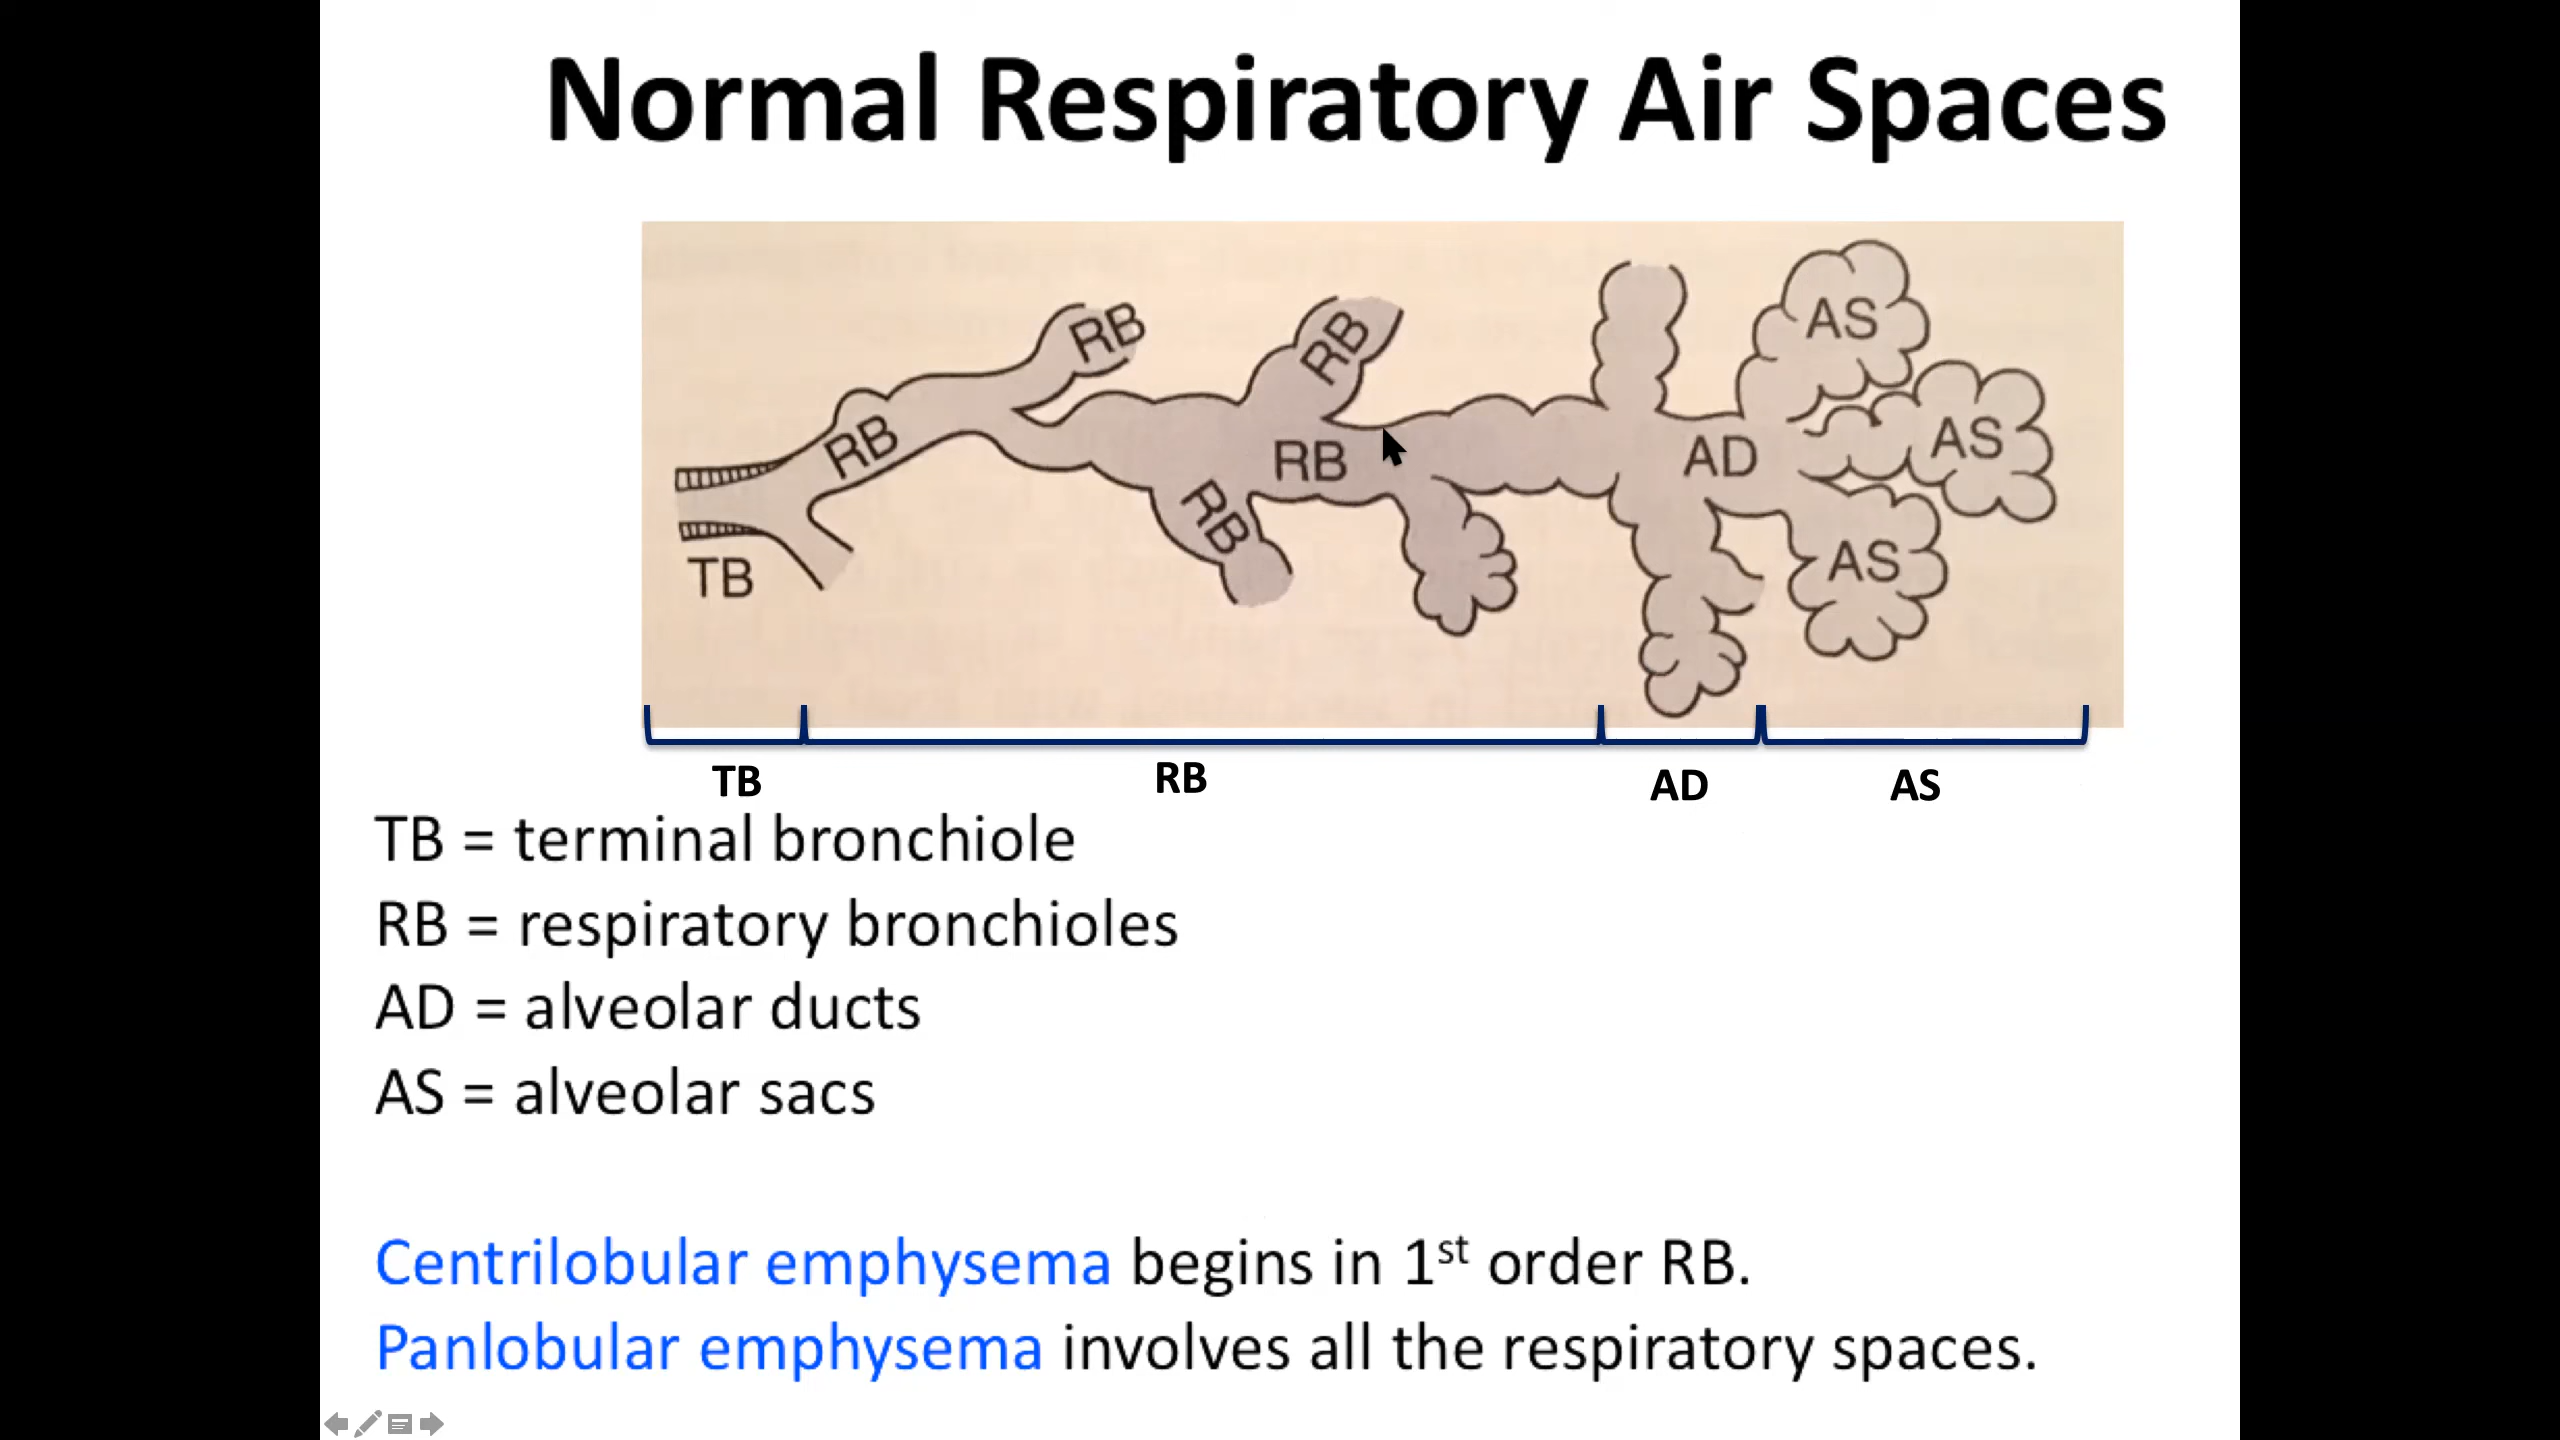 Normal Respiratory Air Spaces
RB
RB
AS
RB
AS
RB
AD
RB
AS
TB
TB
RB
AD
AS
TB = terminal bronchiole
RB = respiratory bronchioles
AD = alveolar ducts
AS = alveolar sacs
Centrilobular emphysema begins in 1st order RB.
Panlobular emphysema involves all the respiratory spaces.